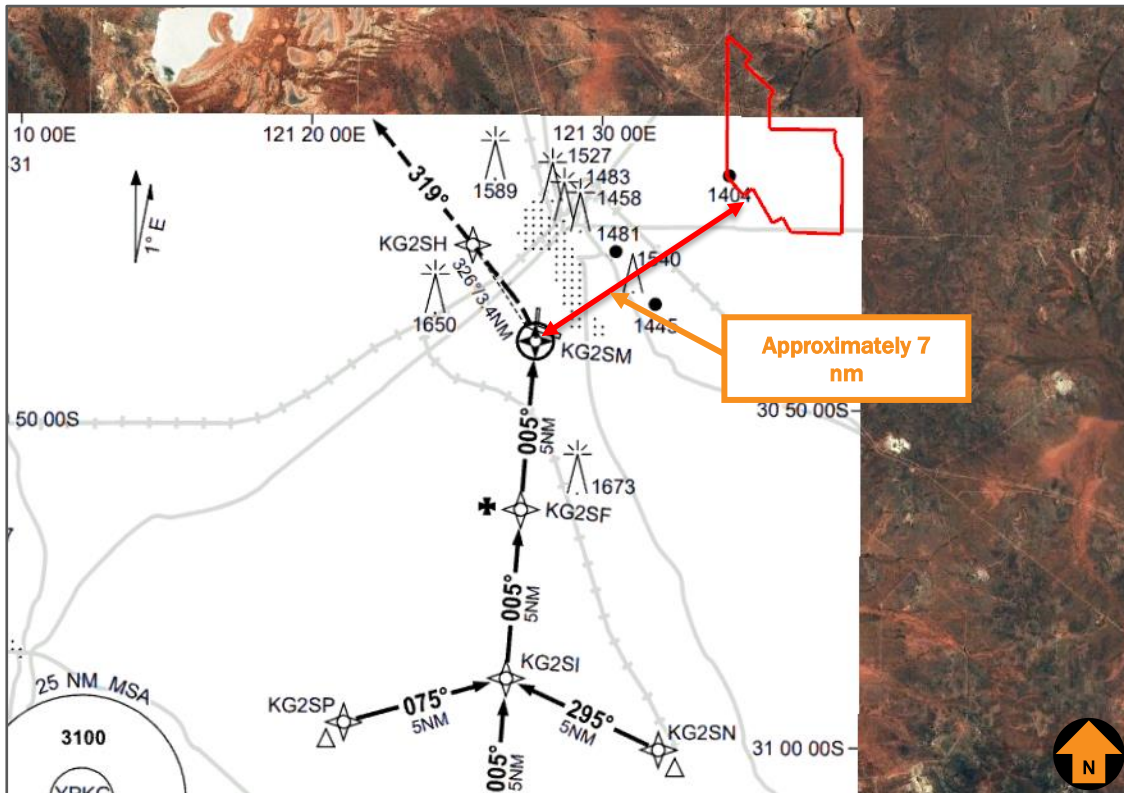 10 00E
121 20 00E
121 30 00E
31
1° E
319°
1589
1527
1483
1458
1404
KG2SH
1481
1540
326°/3.4NM
1650
1445
KG2SM
Approximately 7
nm
50 00S
30 50 00S
005°
5NM
1673
KG2SF
005°
5NM
KG2SI
25 NM MSA
KG2SP
075°
5NM
295°
5NM
KG2SN
3100
005°
5NM
31 00 00S
N